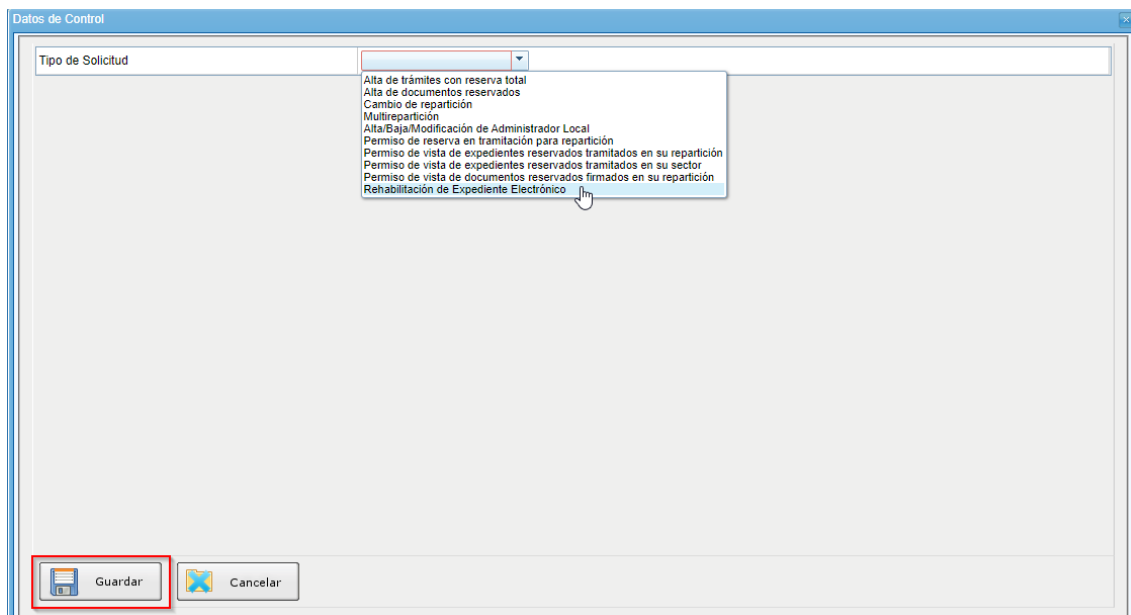 Datos de Control
Tipo de Solicitud
Alta de trámites con reserva total
Alta de documentos reservados
Cambio de repartición
Multirepartición
Alta/Baja/Modificación de Administrador Local
Permiso de reserva en tramitación para repartición
Permiso de vista de expedientes reservados tramitados en su repartición
Permiso de vista de expedientes reservados tramitados en su sector
Permiso de vista de documentos reservados firmados en su repartición
Rehabilitación de Expediente Electrónico
Guardar
Cancelar